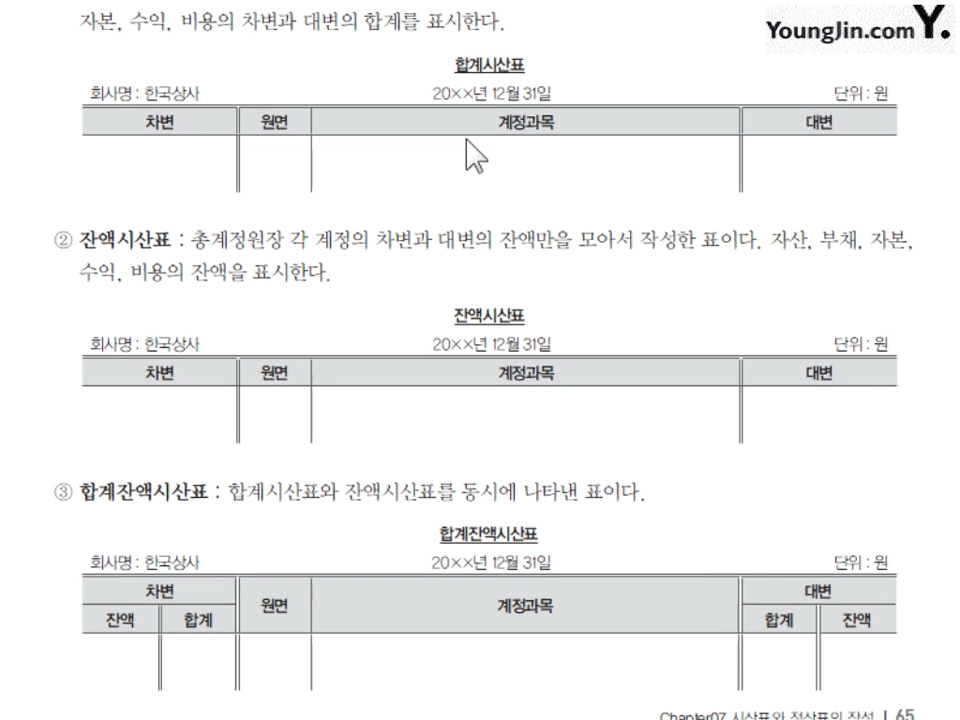 자본, 수익, 비용의 차변과 대변의 합계를 표시한다.
YoungJin.com Y.
합계시산표
회사명 : 한국상사 20××년 12월 31일 단위 : 원
차변 원면 계정과목 대변
② 잔액시산표 : 총계정원장 각 계정의 차변과 대변의 잔액만을 모아서 작성한 표이다. 자산, 부채, 자본,
수익, 비용의 잔액을 표시한다.
잔액시산표
회사명 : 한국상사 20××년 12월 31일 단위 : 원
차변 원면 계정과목 대변
③ 합계잔액시산표 : 합계시산표와 잔액시산표를 동시에 나타낸 표이다.
합계잔액시산표
회사명 : 한국상사 20××년 12월 31일 단위 : 원
차변 원면 계정과목 대변
잔액 합계 합계 잔액
Chapter07 시산표와 정산표의 작성 | 65